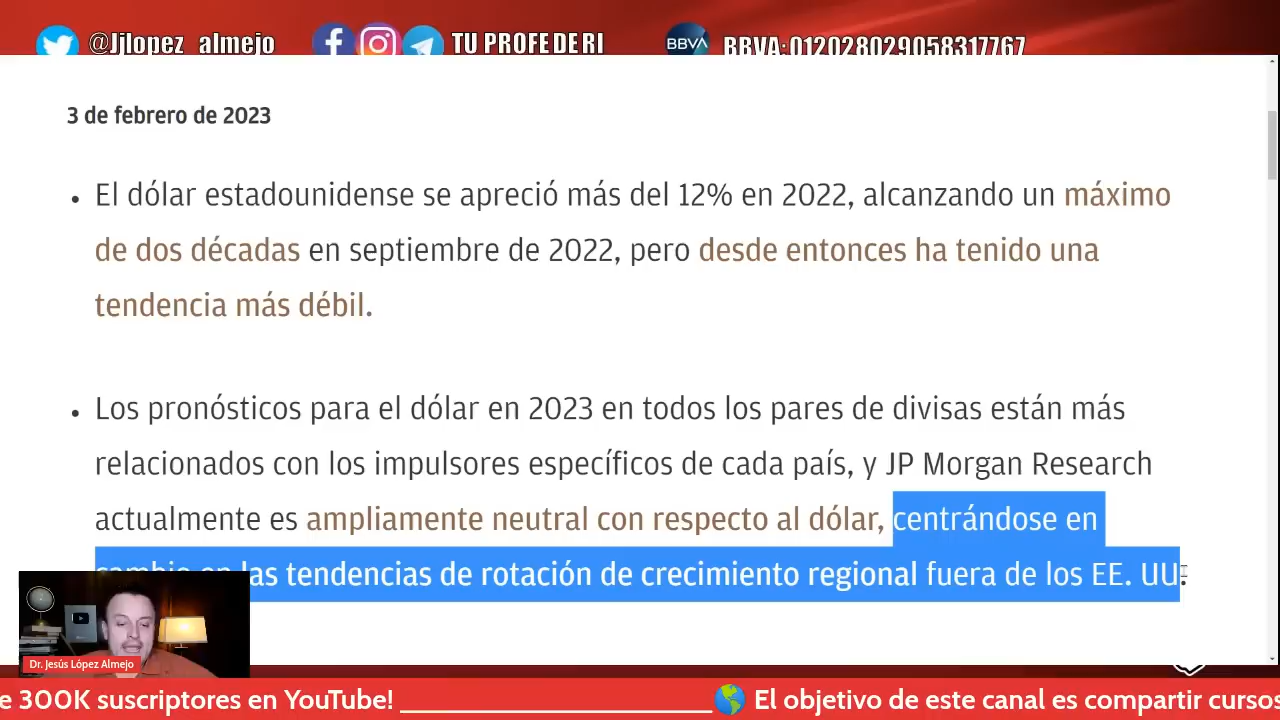 @Jjlopez_almejo
TU PROFE DE RI
BBVA
BBVA:012028029058317767
3 de febrero de 2023
• El dólar estadounidense se apreció más del 12% en 2022, alcanzando un máximo
de dos décadas en septiembre de 2022, pero desde entonces ha tenido una
tendencia más débil.
• Los pronósticos para el dólar en 2023 en todos los pares de divisas están más
relacionados con los impulsores específicos de cada país, y JP Morgan Research
actualmente es ampliamente neutral con respecto al dólar, centrándose en
cambio en las tendencias de rotación de crecimiento regional fuera de los EE. UU.
Dr. Jesús López Almejo
e 300K suscriptores en YouTube! 🌎 El objetivo de este canal es compartir cursos